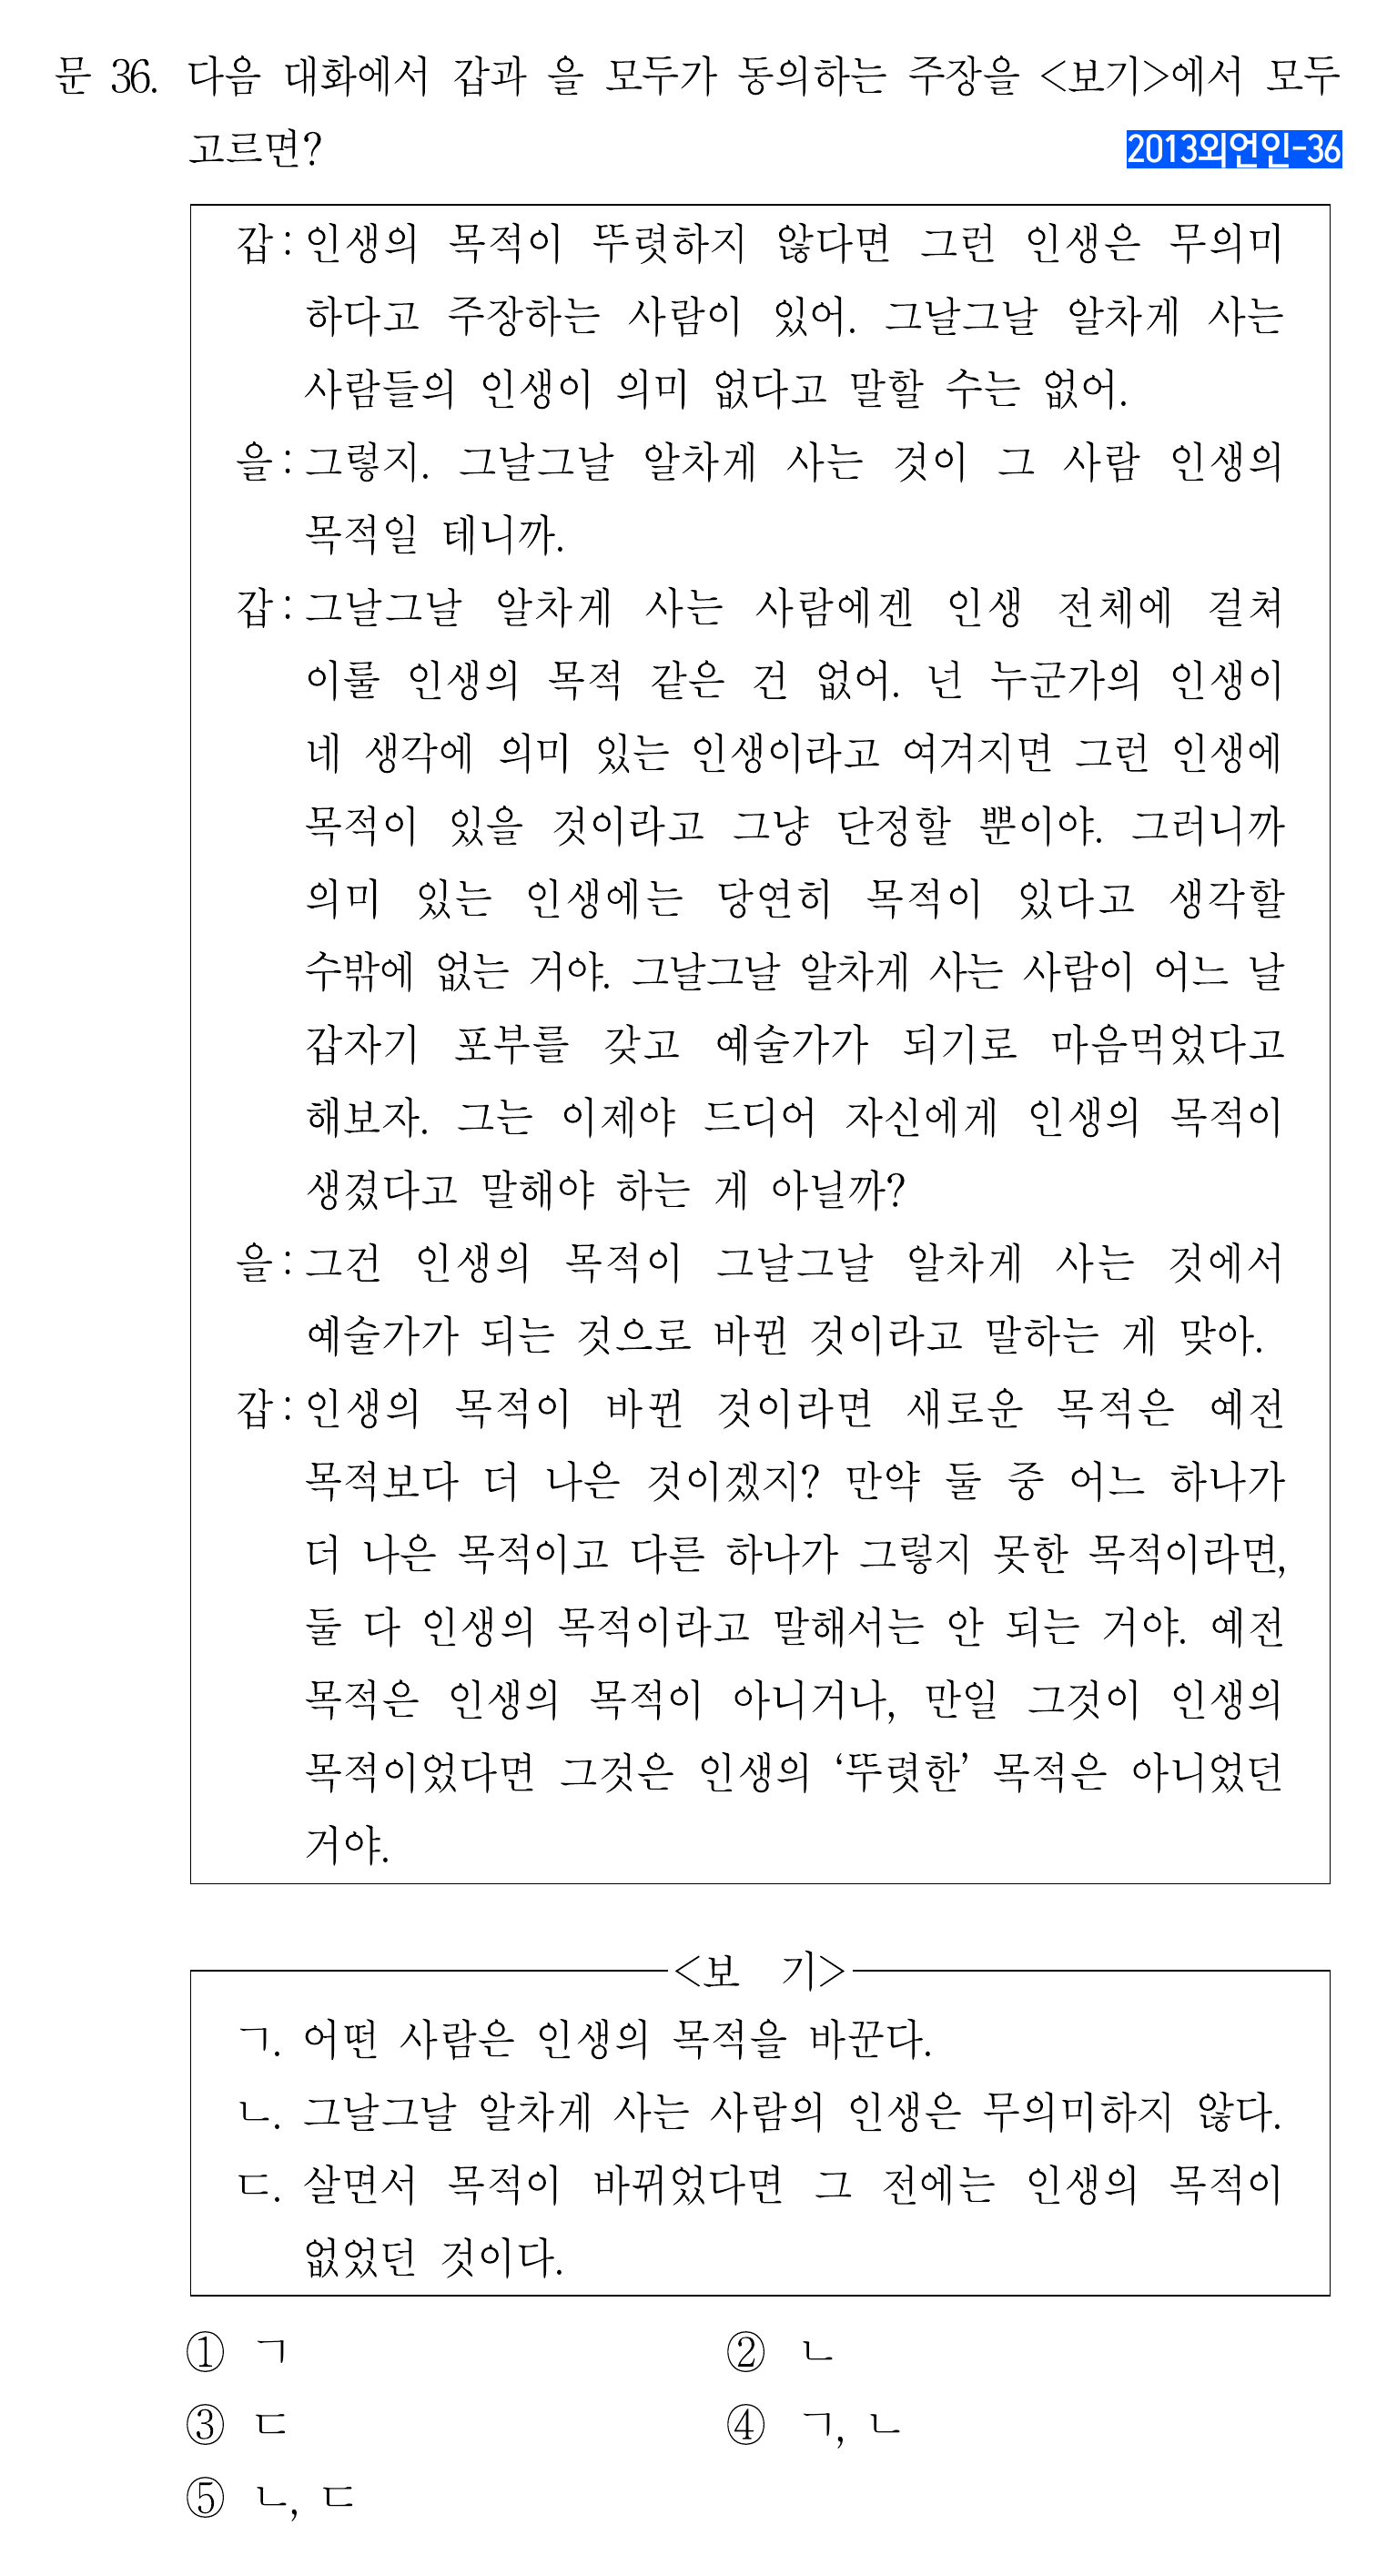 문 36. 다음 대화에서 갑과 을 모두가 동의하는 주장을 <보기>에서 모두
고르면?
2013외언인-36
갑 : 인생의 목적이 뚜렷하지 않다면 그런 인생은 무의미
하다고 주장하는 사람이 있어. 그날그날 알차게 사는
사람들의 인생이 의미 없다고 말할 수는 없어.
을 : 그렇지. 그날그날 알차게 사는 것이 그 사람 인생의
목적일 테니까.
갑 : 그날그날 알차게 사는 사람에겐 인생 전체에 걸쳐
이룰 인생의 목적 같은 건 없어. 넌 누군가의 인생이
네 생각에 의미 있는 인생이라고 여겨지면 그런 인생에
목적이 있을 것이라고 그냥 단정할 뿐이야. 그러니까
의미 있는 인생에는 당연히 목적이 있다고 생각할
수밖에 없는 거야. 그날그날 알차게 사는 사람이 어느 날
갑자기 포부를 갖고 예술가가 되기로 마음먹었다고
해보자. 그는 이제야 드디어 자신에게 인생의 목적이
생겼다고 말해야 하는 게 아닐까?
을 : 그건 인생의 목적이 그날그날 알차게 사는 것에서
예술가가 되는 것으로 바뀐 것이라고 말하는 게 맞아.
갑 : 인생의 목적이 바뀐 것이라면 새로운 목적은 예전
목적보다 더 나은 것이겠지? 만약 둘 중 어느 하나가
더 나은 목적이고 다른 하나가 그렇지 못한 목적이라면,
둘 다 인생의 목적이라고 말해서는 안 되는 거야. 예전
목적은 인생의 목적이 아니거나, 만일 그것이 인생의
목적이었다면 그것은 인생의 ‘뚜렷한’ 목적은 아니었던
거야.
<보 기>
ㄱ. 어떤 사람은 인생의 목적을 바꾼다.
ㄴ. 그날그날 알차게 사는 사람의 인생은 무의미하지 않다.
ㄷ. 살면서 목적이 바뀌었다면 그 전에는 인생의 목적이
없었던 것이다.
① ㄱ
② ㄴ
③ ㄷ
④ ㄱ, ㄴ
⑤ ㄴ, ㄷ